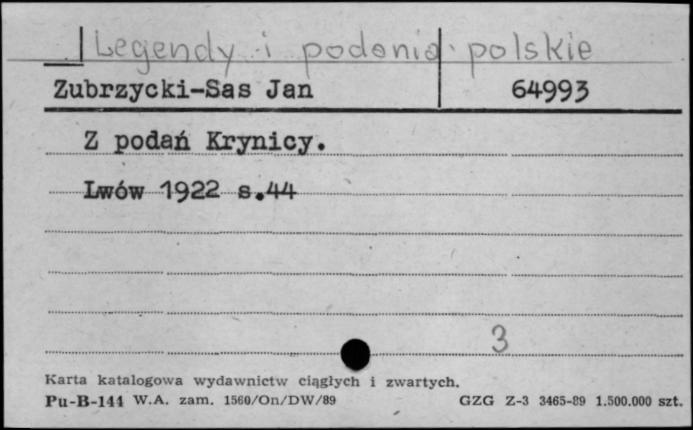 Legendy i podania polskie
Zubrzycki-Sas Jan 64993
Z podań Krynicy.
Lwów 1922 s.44
3
Karta katalogowa wydawnictw ciągłych i zwartych.
Pu-B-144 W.A. zam. 1560/On/DW/89 GZG Z-3 3465-89 1.500.000 szt.